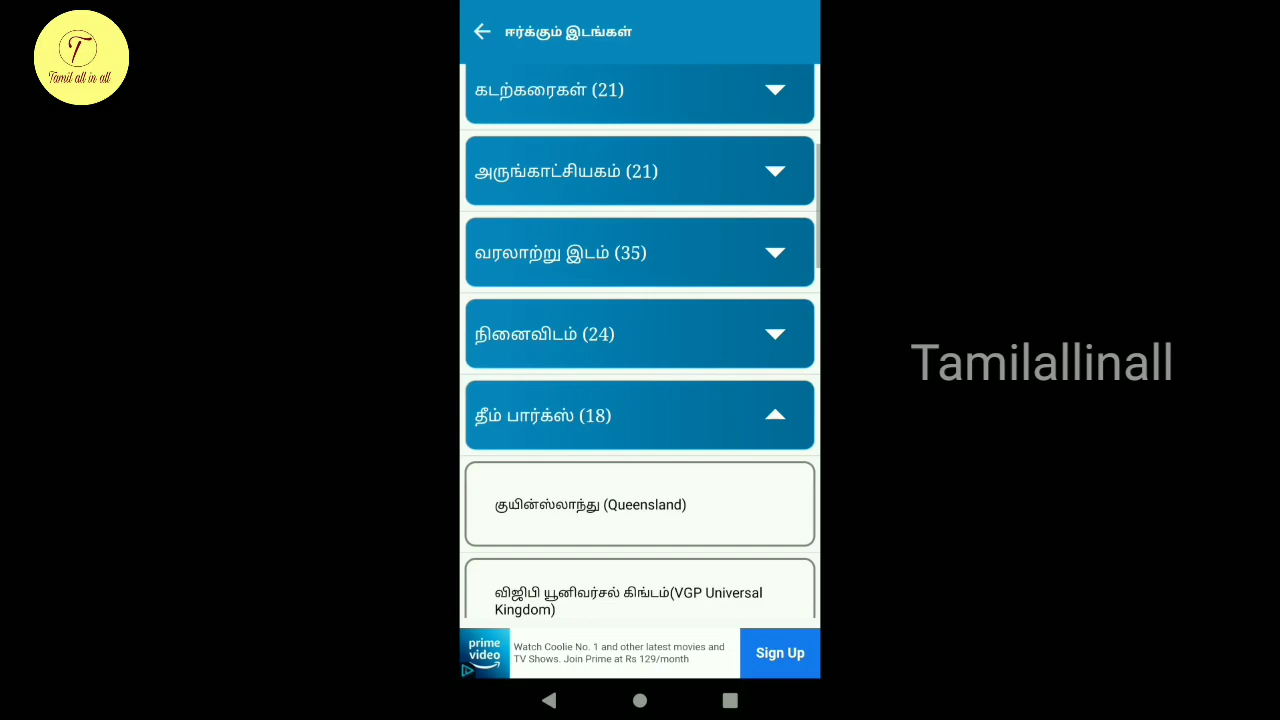 T
Tamil all in all
ஈர்க்கும் இடங்கள்
கடற்கரைகள் (21)
அருங்காட்சியகம் (21)
வரலாற்று இடம் (35)
நினைவிடம் (24)
தீம் பார்க்ஸ் (18)
குயின்ஸ்லாந்து (Queensland)
விஜிபி யூனிவர்சல் கிங்டம்(VGP Universal
Kingdom)
prime
video
Watch Coolie No. 1 and other latest movies and
TV Shows. Join Prime at Rs 129/month
Sign Up
Tamilallinall